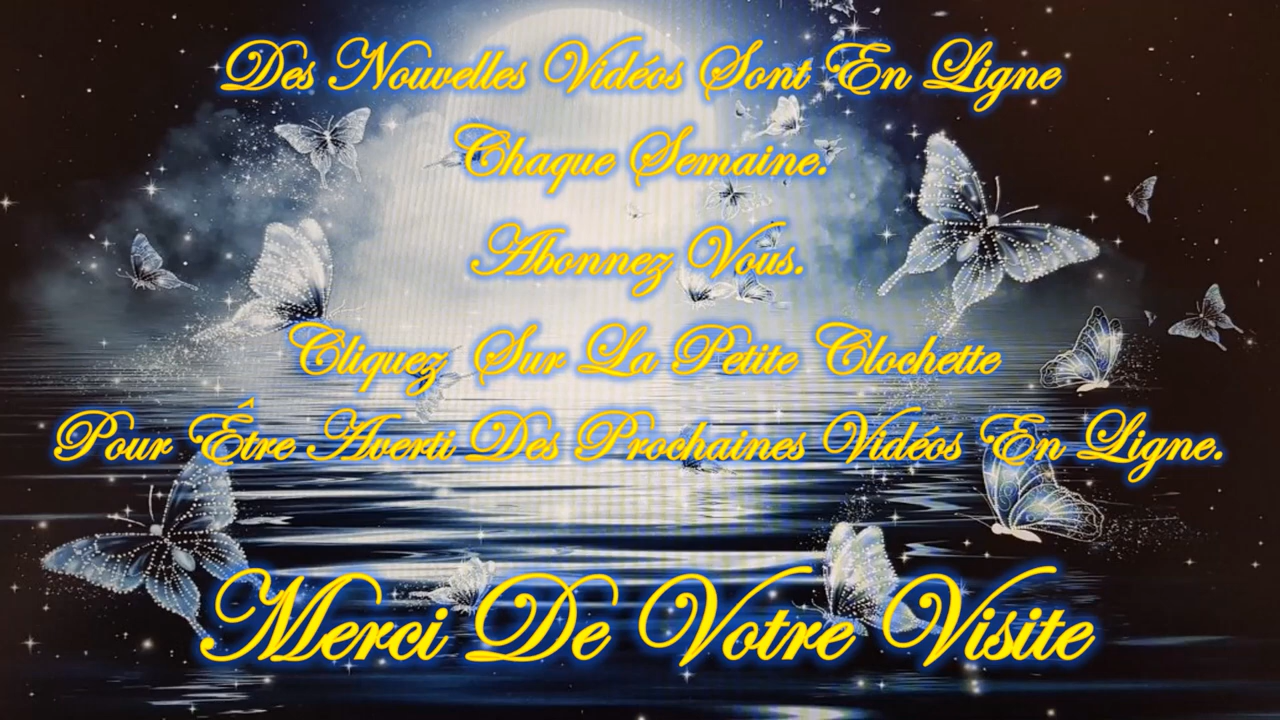 Des Nouvelles Vidéos Sont En Ligne
Chaque Semaine.
Abonnez Vous.
Cliquez Sur La Petite Clochette
Pour Être Averti Des Prochaines Vidéos En Ligne.
Merci De Votre Visite